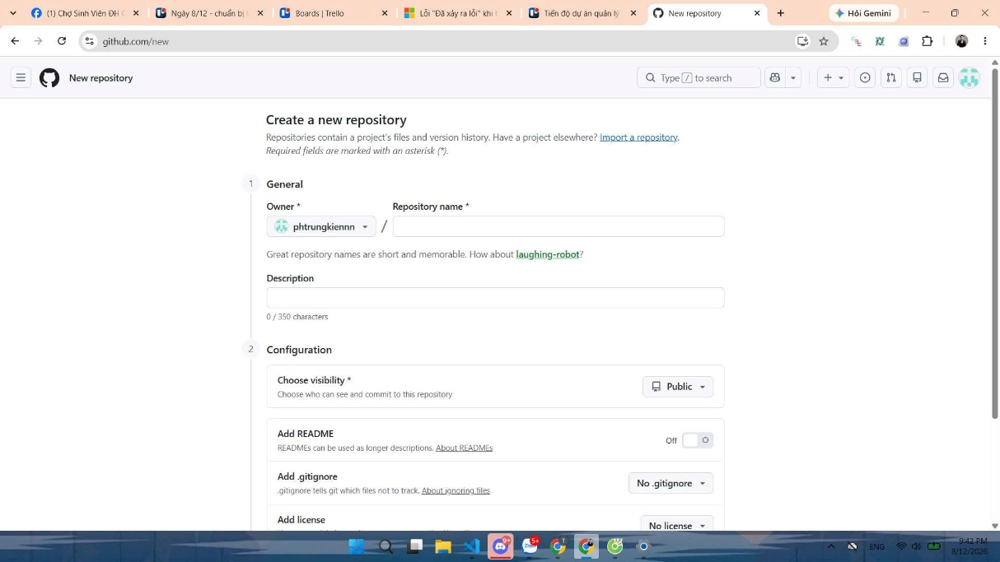 (1) Chợ Sinh Viên ĐH
Ngày 8/12 - chuẩn bị
Boards | Trello
Lỗi "Đã xảy ra lỗi" khi
Tiến độ dự án quản lý
New repository
Hỏi Gemini
github.com/new
New repository
Type / to search
Create a new repository
Repositories contain a project's files and version history. Have a project elsewhere? Import a repository.
Required fields are marked with an asterisk (*).
1 General
Owner * Repository name *
phtrungkiennn /
Great repository names are short and memorable. How about laughing-robot?
Description
0 / 350 characters
2 Configuration
Choose visibility *
Public
Choose who can see and commit to this repository
Add README
Off
READMEs can be used as longer descriptions. About READMEs
Add .gitignore
No .gitignore
.gitignore tells git which files not to track. About ignoring files
Add license
No license
9+
Zalo
5+
ENG
9:42 PM
8/12/2026